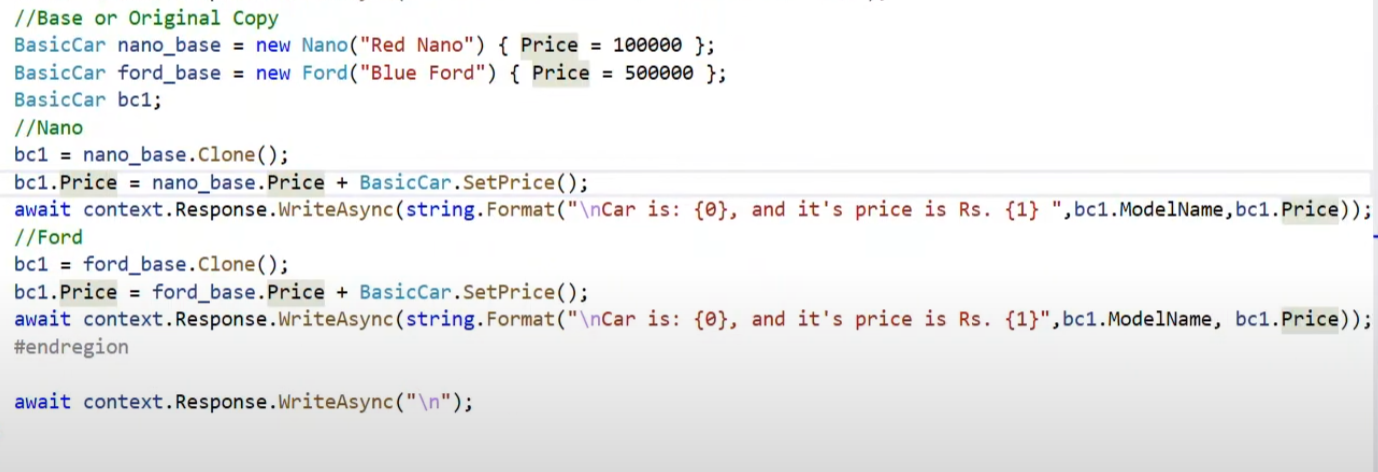 //Base or Original Copy
BasicCar nano_base = new Nano("Red Nano") { Price = 100000 };
BasicCar ford_base = new Ford("Blue Ford") { Price = 500000 };
BasicCar bc1;
//Nano
bc1 = nano_base.Clone();
bc1.Price = nano_base.Price + BasicCar.SetPrice();
await context.Response.WriteAsync(string.Format("\nCar is: {0}, and it's price is Rs. {1} ",bc1.ModelName,bc1.Price));
//Ford
bc1 = ford_base.Clone();
bc1.Price = ford_base.Price + BasicCar.SetPrice();
await context.Response.WriteAsync(string.Format("\nCar is: {0}, and it's price is Rs. {1}",bc1.ModelName, bc1.Price));
#endregion
await context.Response.WriteAsync("\n");